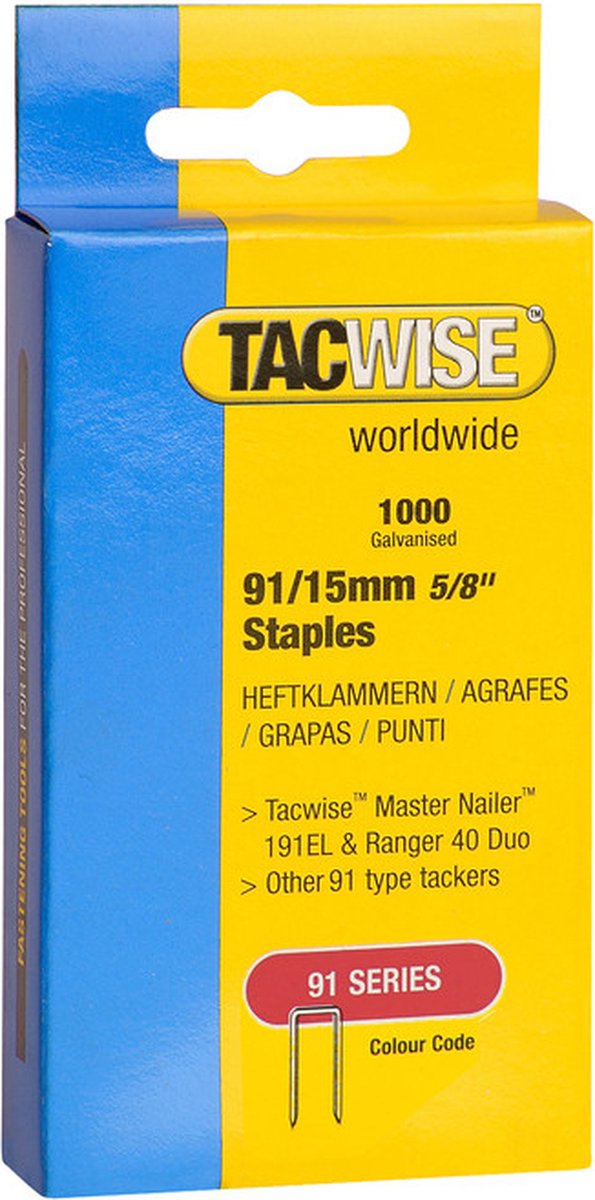 TACWISE™
worldwide
1000
Galvanised
91/15mm 5/8"
Staples
HEFTKLAMMERN / AGRAFES
/ GRAPAS / PUNTI
> Tacwise™ Master Nailer™
191EL & Ranger 40 Duo
> Other 91 type tackers
91 SERIES
Colour Code
FASTENING TOOLS FOR THE PROFESSIONAL